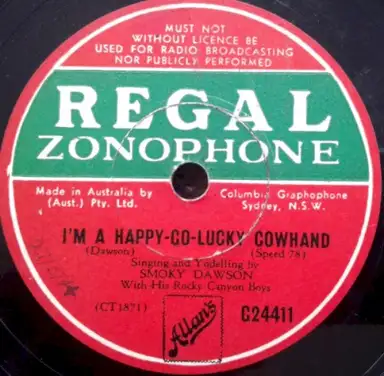 MUST NOT
WITHOUT LICENCE BE
USED FOR RADIO BROADCASTING
NOR PUBLICLY PERFORMED
REGAL
ZONOPHONE
Made in Australia by Columbia Graphophone
(Aust.) Pty. Ltd. Sydney, N.S.W.
I'M A HAPPY-GO-LUCKY COWHAND
(Dawson) (Speed 78)
Singing and Yodelling by
SMOKY DAWSON
With His Rocky Canyon Boys
(CT1871) G24411
Allan's